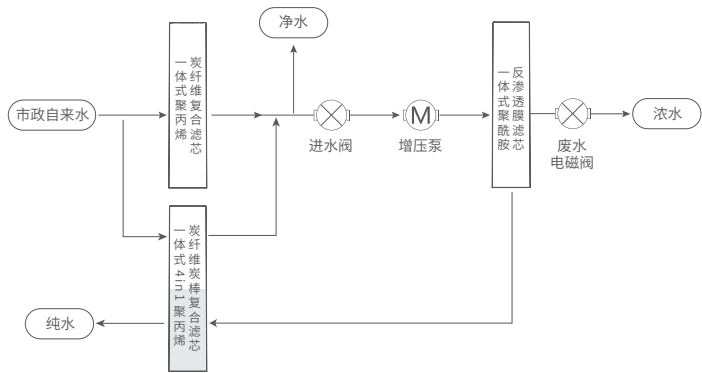 净水
市政自来水
一体式聚丙烯
炭纤维复合滤芯
进水阀
M
增压泵
一体式聚酰胺
反渗透膜滤芯
废水
电磁阀
浓水
一体式4in1聚丙烯
炭纤维炭棒复合滤芯
纯水